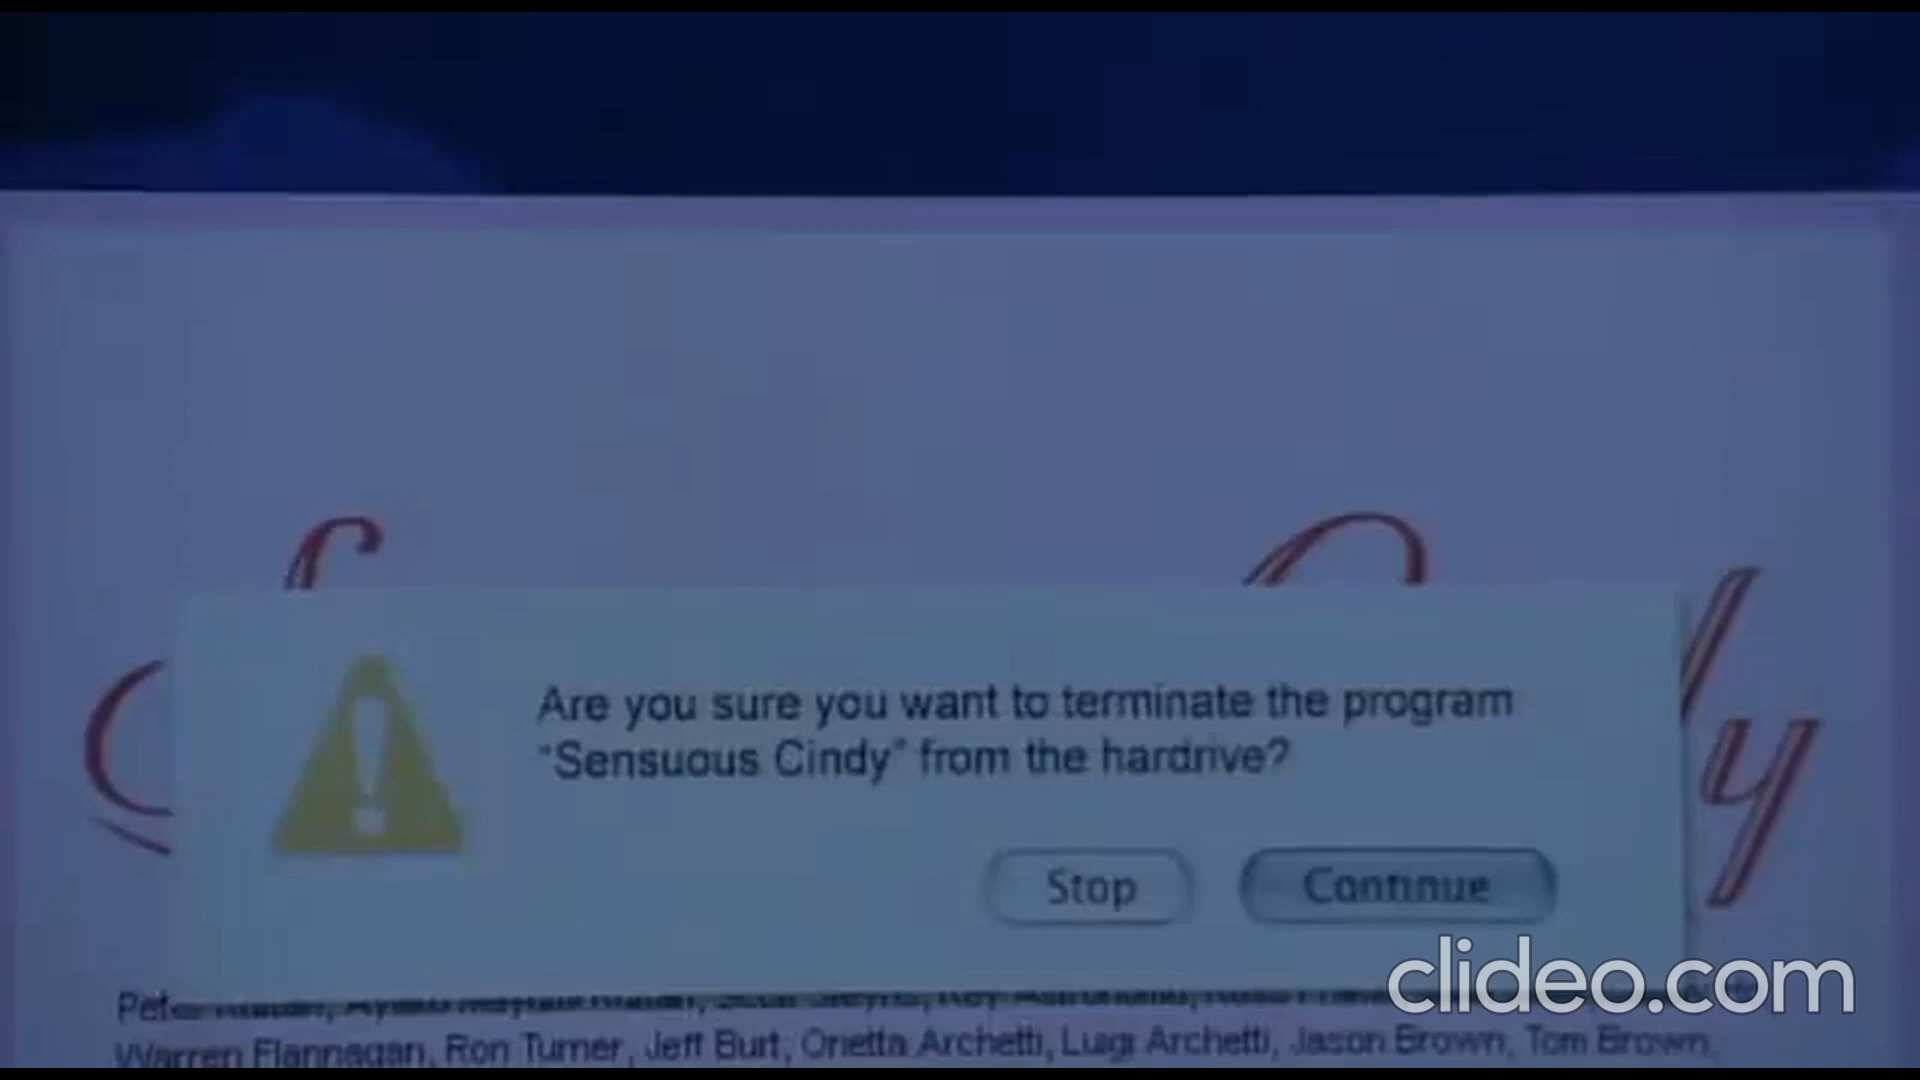 Are you sure you want to terminate the program
"Sensuous Cindy" from the hardrive?
Stop Continue
clideo.com
Warren Flannagan, Ron Turner, Jeff Burt, Orietta Archetti, Luigi Archetti, Jason Brown, Tom Brown,